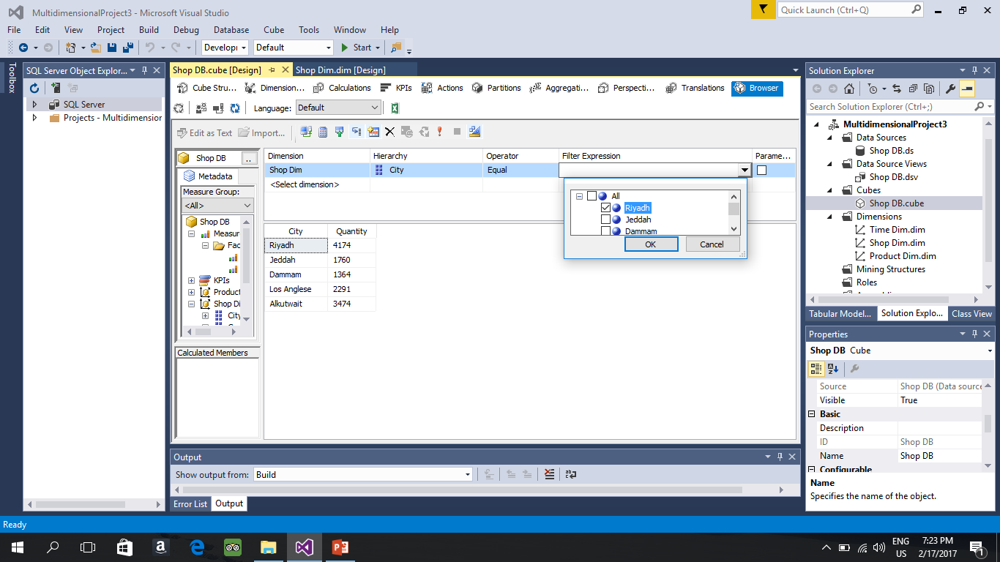 MultidimensionalProject3 - Microsoft Visual Studio
Quick Launch (Ctrl+Q)
File Edit View Project Build Debug Database Cube Tools Window Help
Develop Default Start
Toolbox
SQL Server Object Explor...
SQL Server
Projects - Multidimension
Shop DB.cube [Design] Shop Dim.dim [Design]
Cube Stru... Dimension... Calculations KPIs Actions Partitions Aggregati... Perspecti... Translations Browser
Language: Default
Edit as Text Import...
Shop DB ..
Metadata
Measure Group:
<All>
Shop DB
Measur
Fac
KPIs
Product
Shop Di
City
Calculated Members
Dimension Hierarchy Operator Filter Expression Parame...
Shop Dim City Equal
<Select dimension>
All
Riyadh
Jeddah
Dammam
OK Cancel
City Quantity
Riyadh 4174
Jeddah 1760
Dammam 1364
Los Anglese 2291
Alkutwait 3474
Output
Show output from: Build
Error List Output
Solution Explorer
Search Solution Explorer (Ctrl+;)
MultidimensionalProject3
Data Sources
Shop DB.ds
Data Source Views
Shop DB.dsv
Cubes
Shop DB.cube
Dimensions
Time Dim.dim
Shop Dim.dim
Product Dim.dim
Mining Structures
Roles
Tabular Model... Solution Explo... Class View
Properties
Shop DB Cube
Source Shop DB (Data source
Visible True
Basic
Description
ID Shop DB
Name Shop DB
Configurable
Name
Specifies the name of the object.
Ready
ENG
US
7:23 PM
2/17/2017
1